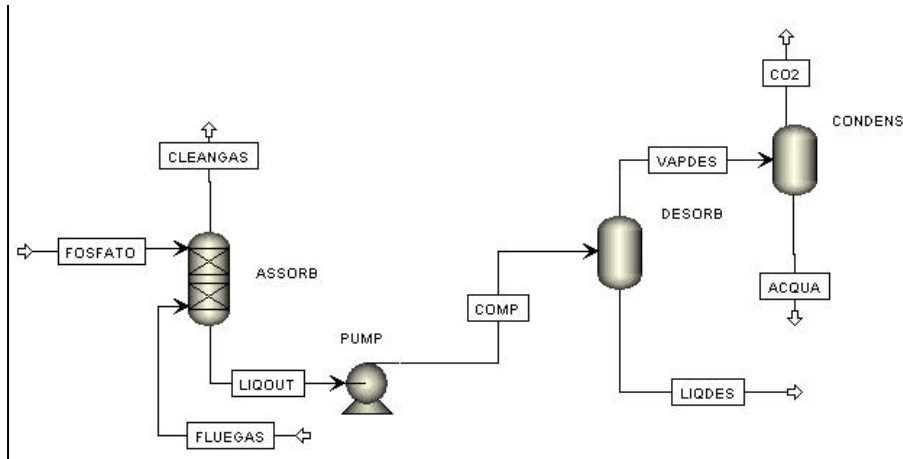 CO2
CONDENS
CLEANGAS
VAPDES
DESORB
FOSFATO
ASSORB
ACQUA
COMP
PUMP
LIQOUT
LIQDES
FLUEGAS